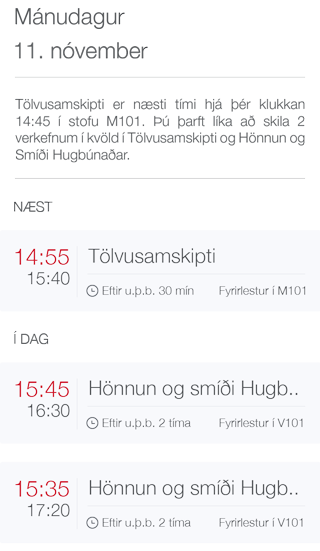 Mánudagur
11. nóvember
Tölvusamskipti er næsti tími hjá þér klukkan
14:45 í stofu M101. Þú þarft líka að skila 2
verkefnum í kvöld í Tölvusamskipti og Hönnun og
Smíði Hugbúnaðar.
NÆST
14:55 Tölvusamskipti
15:40
Eftir u.þ.b. 30 mín Fyrirlestur í M101
Í DAG
15:45 Hönnun og smíði Hugb..
16:30
Eftir u.þ.b. 2 tíma Fyrirlestur í V101
15:35 Hönnun og smíði Hugb..
17:20
Eftir u.þ.b. 2 tíma Fyrirlestur í V101